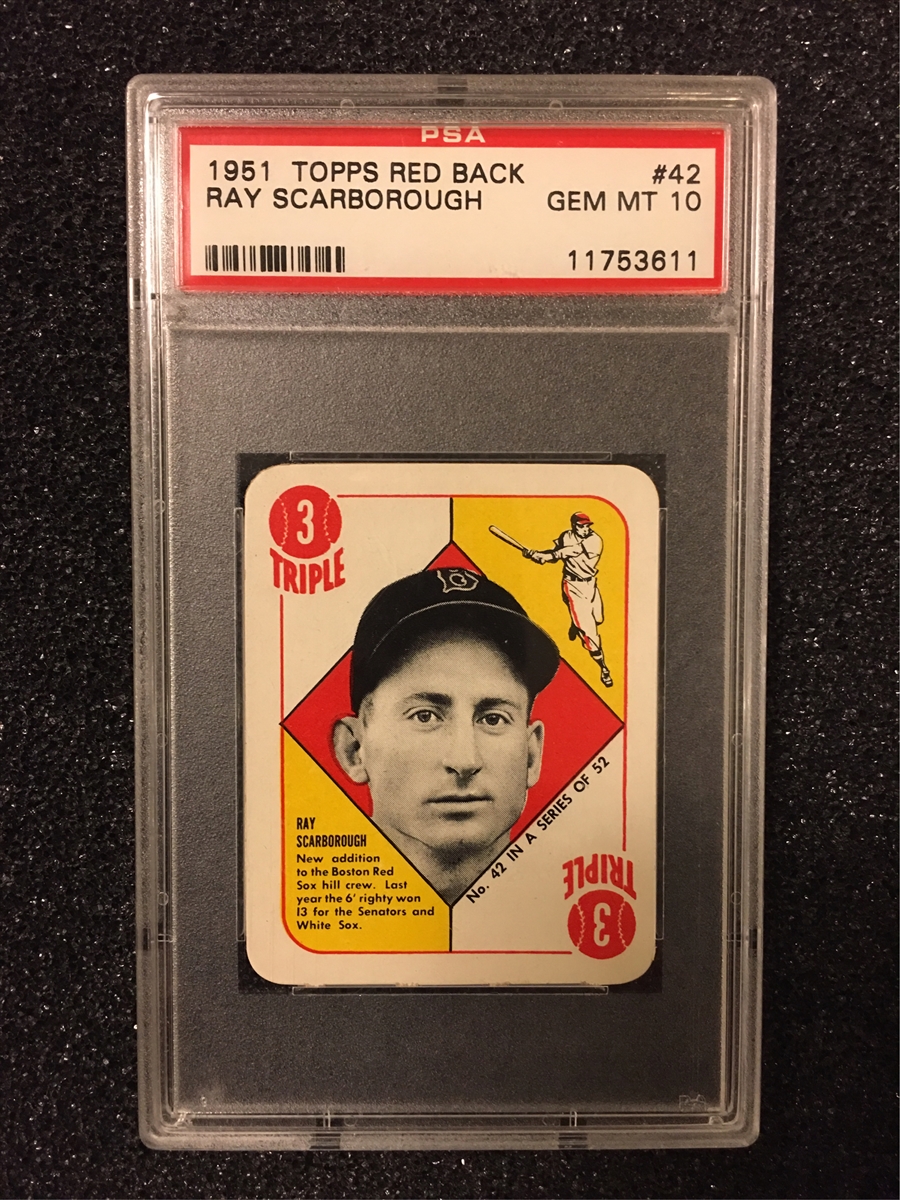 PSA
1951 TOPPS RED BACK #42
RAY SCARBOROUGH GEM MT 10
11753611
3
TRIPLE
B
RAY
SCARBOROUGH
New addition
to the Boston Red
Sox hill crew. Last
year the 6' righty won
13 for the Senators and
White Sox.
No. 42 IN A SERIES OF 52
TRIPLE
3